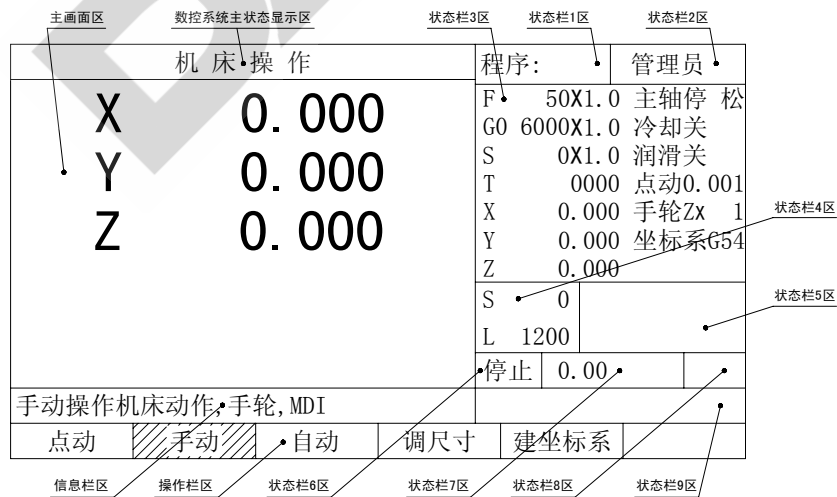 主画面区 数控系统主状态显示区 状态栏3区 状态栏1区 状态栏2区
机床操作 程序: 管理员
X 0.000
Y 0.000
Z 0.000
F 50X1.0 主轴停 松
G0 6000X1.0 冷却关
S 0X1.0 润滑关
T 0000 点动0.001
X 0.000 手轮Zx 1
Y 0.000 坐标系G54
Z 0.000
状态栏4区
S 0
L 1200
状态栏5区
停止 0.00
手动操作机床动作,手轮,MDI
点动 手动 自动 调尺寸 建坐标系
信息栏区 操作栏区 状态栏6区 状态栏7区 状态栏8区 状态栏9区